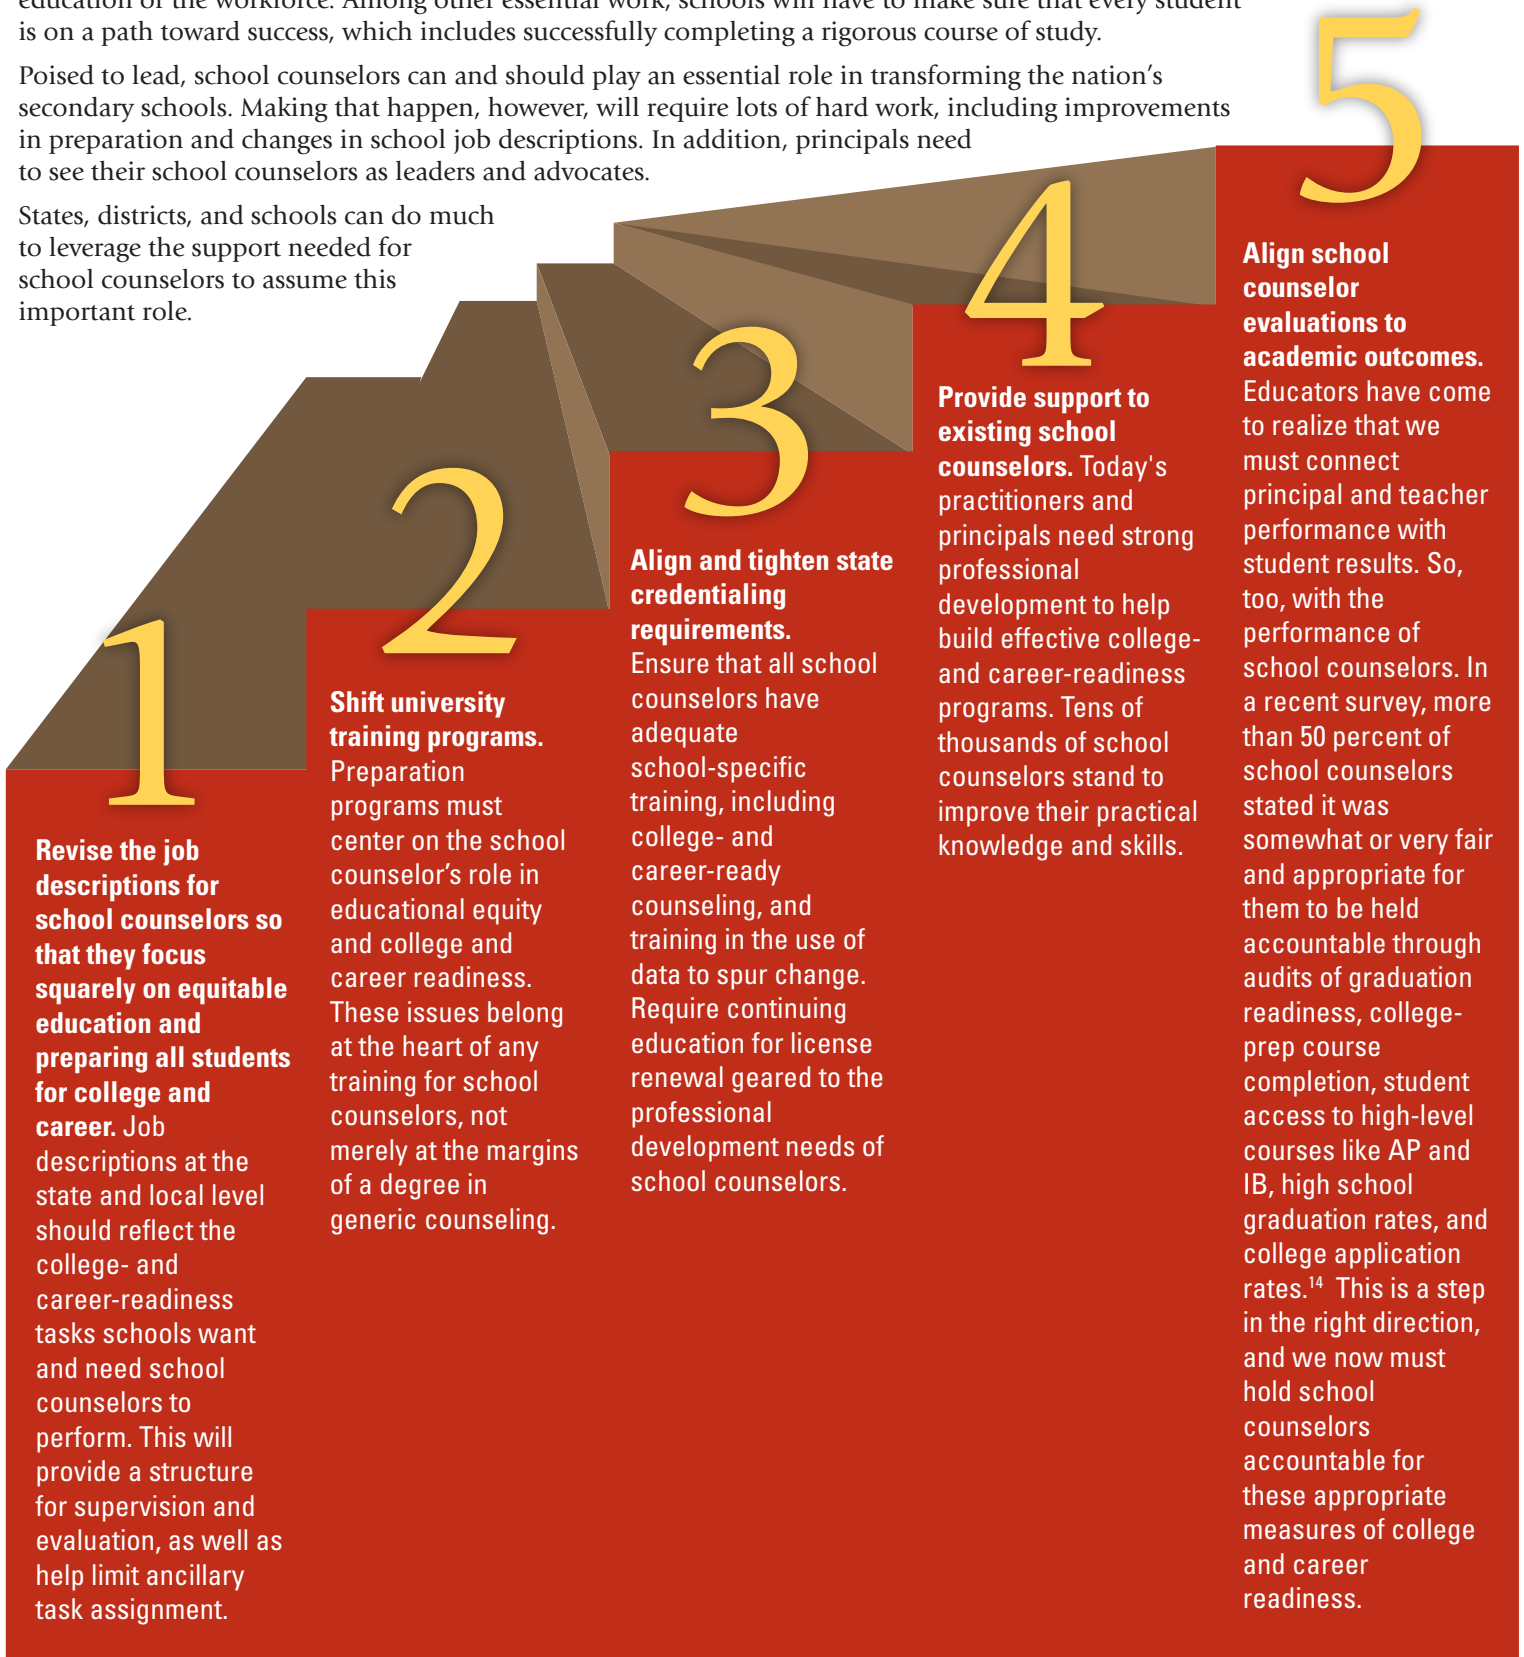 education of the workforce. Among other essential work, schools will have to make sure that every student
is on a path toward success, which includes successfully completing a rigorous course of study.
Poised to lead, school counselors can and should play an essential role in transforming the nation’s
secondary schools. Making that happen, however, will require lots of hard work, including improvements
in preparation and changes in school job descriptions. In addition, principals need
to see their school counselors as leaders and advocates.
States, districts, and schools can do much
to leverage the support needed for
school counselors to assume this
important role.
1
Revise the job
descriptions for
school counselors so
that they focus
squarely on equitable
education and
preparing all students
for college and
career. Job
descriptions at the
state and local level
should reflect the
college- and
career-readiness
tasks schools want
and need school
counselors to
perform. This will
provide a structure
for supervision and
evaluation, as well as
help limit ancillary
task assignment.
2
Shift university
training programs.
Preparation
programs must
center on the school
counselor’s role in
educational equity
and college and
career readiness.
These issues belong
at the heart of any
training for school
counselors, not
merely at the margins
of a degree in
generic counseling.
3
Align and tighten state
credentialing
requirements.
Ensure that all school
counselors have
adequate
school-specific
training, including
college- and
career-ready
counseling, and
training in the use of
data to spur change.
Require continuing
education for license
renewal geared to the
professional
development needs of
school counselors.
4
Provide support to
existing school
counselors. Today's
practitioners and
principals need strong
professional
development to help
build effective college-
and career-readiness
programs. Tens of
thousands of school
counselors stand to
improve their practical
knowledge and skills.
5
Align school
counselor
evaluations to
academic outcomes.
Educators have come
to realize that we
must connect
principal and teacher
performance with
student results. So,
too, with the
performance of
school counselors. In
a recent survey, more
than 50 percent of
school counselors
stated it was
somewhat or very fair
and appropriate for
them to be held
accountable through
audits of graduation
readiness, college-
prep course
completion, student
access to high-level
courses like AP and
IB, high school
graduation rates, and
college application
rates.14 This is a step
in the right direction,
and we now must
hold school
counselors
accountable for
these appropriate
measures of college
and career
readiness.